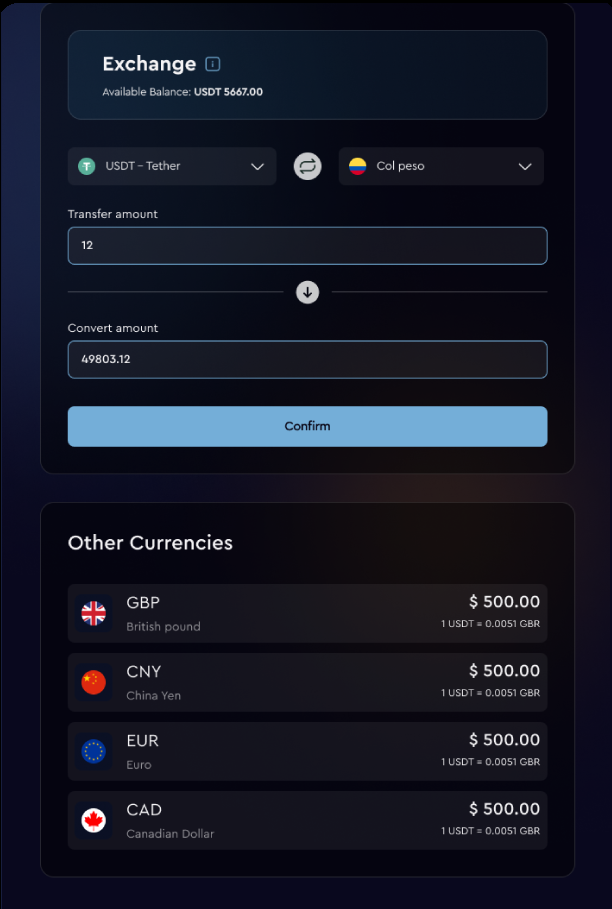 Exchange
Available Balance: USDT 5667.00
USDT - Tether
Col peso
Transfer amount
12
Convert amount
49803.12
Confirm
Other Currencies
GBP
$ 500.00
British pound
1 USDT = 0.0051 GBR
CNY
$ 500.00
China Yen
1 USDT = 0.0051 GBR
EUR
$ 500.00
Euro
1 USDT = 0.0051 GBR
CAD
$ 500.00
Canadian Dollar
1 USDT = 0.0051 GBR